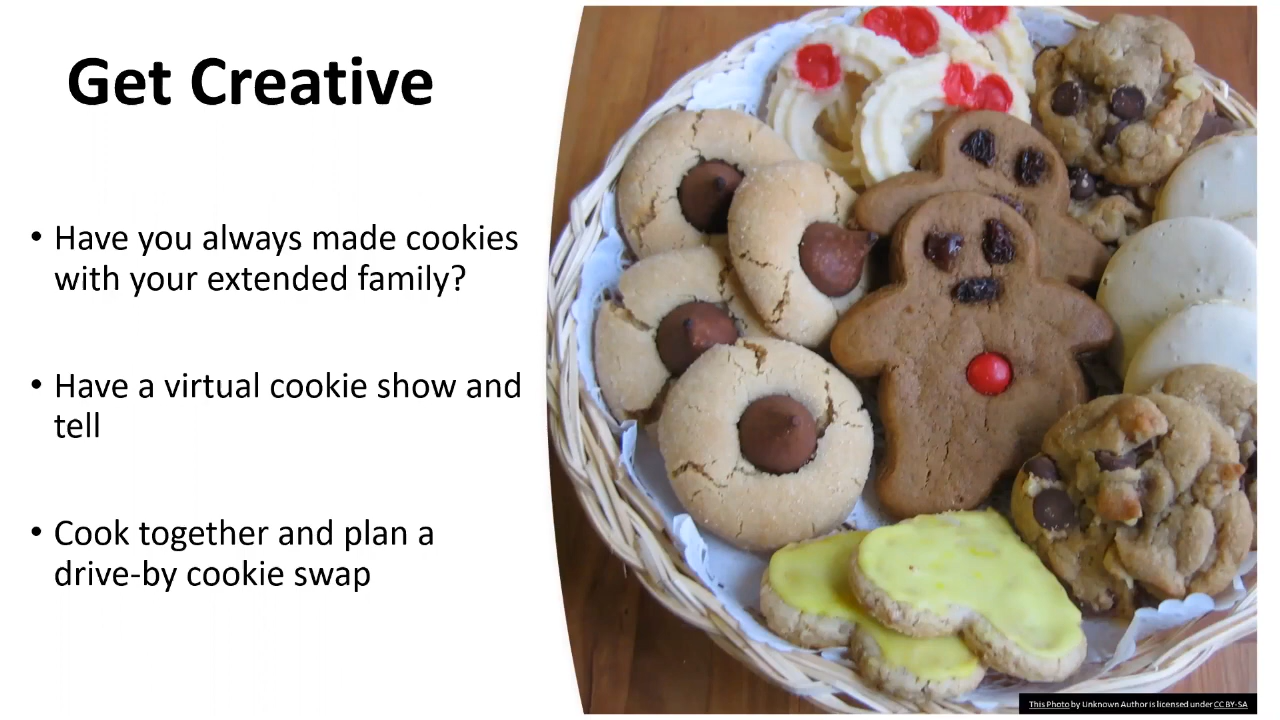 Get Creative
• Have you always made cookies
with your extended family?
• Have a virtual cookie show and
tell
• Cook together and plan a
drive-by cookie swap
This Photo by Unknown Author is licensed under CC BY-SA